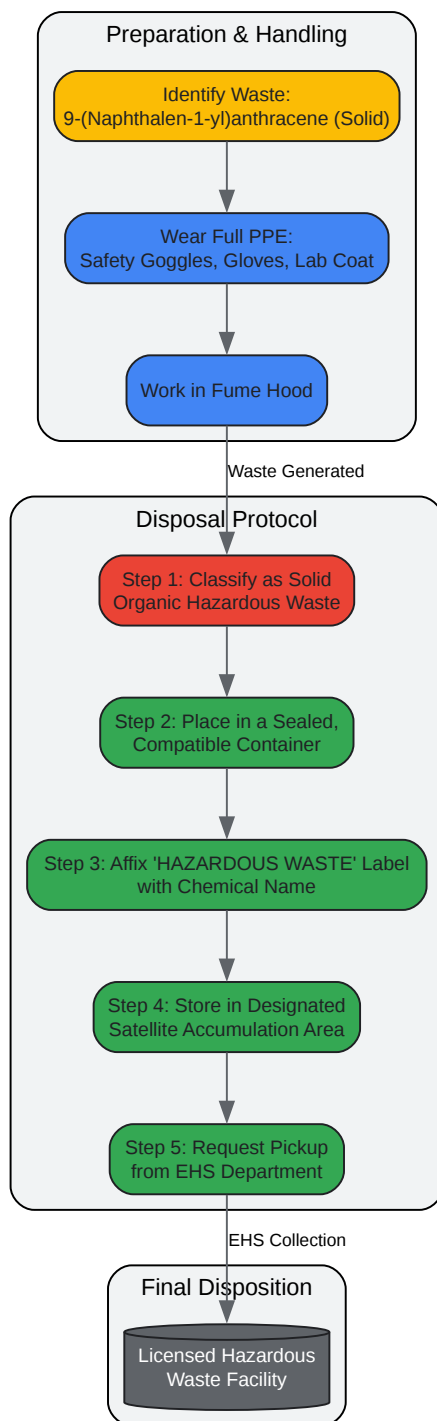 Preparation & Handling
Identify Waste:
9-(Naphthalen-1-yl)anthracene (Solid)
Wear Full PPE:
Safety Goggles, Gloves, Lab Coat
Work in Fume Hood
Waste Generated
Disposal Protocol
Step 1: Classify as Solid
Organic Hazardous Waste
Step 2: Place in a Sealed,
Compatible Container
Step 3: Affix 'HAZARDOUS WASTE' Label
with Chemical Name
Step 4: Store in Designated
Satellite Accumulation Area
Step 5: Request Pickup
from EHS Department
EHS Collection
Final Disposition
Licensed Hazardous
Waste Facility